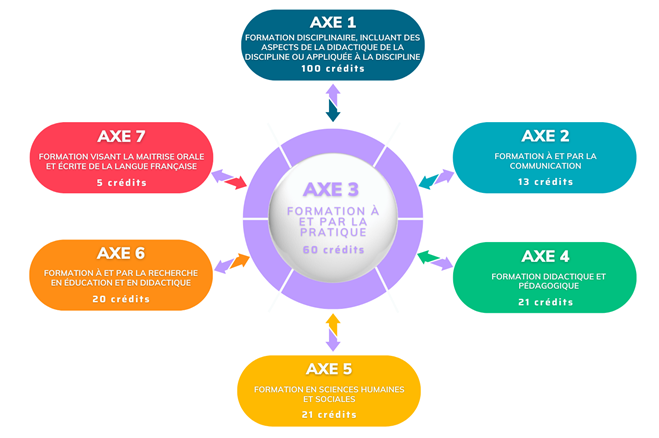 AXE 1
FORMATION DISCIPLINAIRE, INCLUANT DES
ASPECTS DE LA DIDACTIQUE DE LA
DISCIPLINE OU APPLIQUÉE À LA DISCIPLINE
100 crédits
AXE 7
FORMATION VISANT LA MAITRISE ORALE
ET ÉCRITE DE LA LANGUE FRANÇAISE
5 crédits
AXE 2
FORMATION À ET PAR LA
COMMUNICATION
13 crédits
AXE 3
FORMATION À
ET PAR LA
PRATIQUE
60 crédits
AXE 6
FORMATION À ET PAR LA RECHERCHE
EN ÉDUCATION ET EN DIDACTIQUE
20 crédits
AXE 4
FORMATION DIDACTIQUE ET
PÉDAGOGIQUE
21 crédits
AXE 5
FORMATION EN SCIENCES HUMAINES
ET SOCIALES
21 crédits